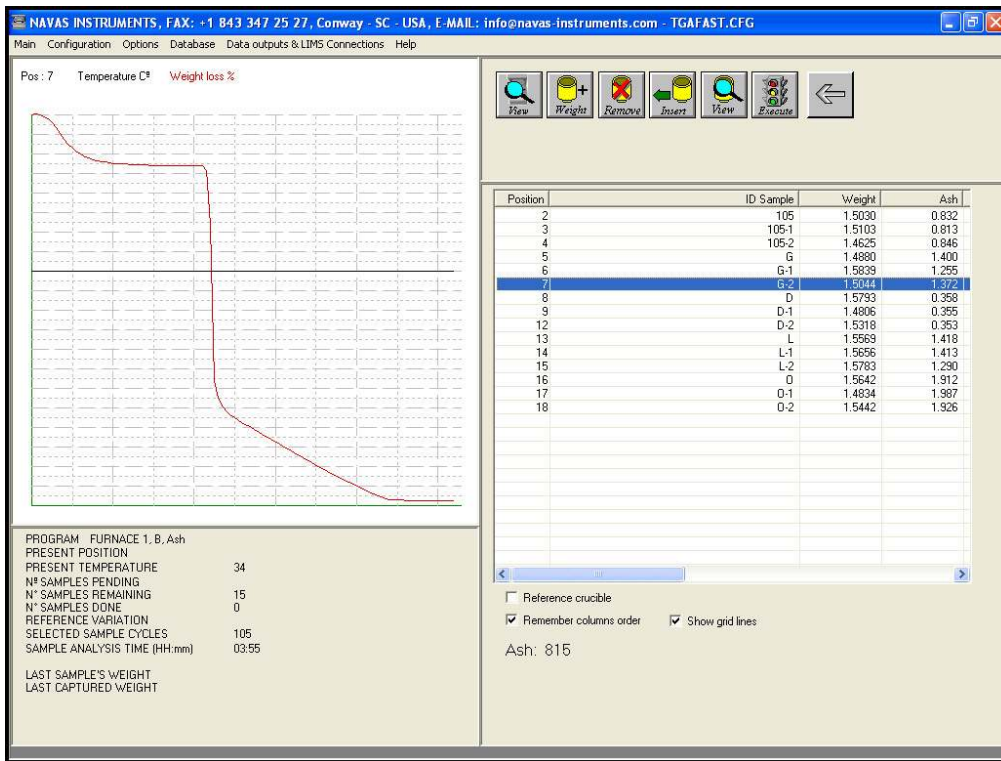 NAVAS INSTRUMENTS, FAX: +1 843 347 25 27, Conway - SC - USA, E-MAIL: info@navas-instruments.com - TGAFAST.CFG
Main Configuration Options Database Data outputs & LIMS Connections Help
Pos : 7 Temperature Cª Weight loss %
View Weight Remove Insert View Execute
Position ID Sample Weight Ash
2 105 1.5030 0.832
3 105-1 1.5103 0.813
4 105-2 1.4625 0.846
5 G 1.4880 1.400
6 G-1 1.5839 1.255
7 G-2 1.5044 1.372
8 D 1.5793 0.358
9 D-1 1.4806 0.355
12 D-2 1.5318 0.353
13 L 1.5569 1.418
14 L-1 1.5656 1.413
15 L-2 1.5783 1.290
16 O 1.5642 1.912
17 O-1 1.4834 1.987
18 O-2 1.5442 1.926
Reference crucible
Remember columns order Show grid lines
Ash: 815
PROGRAM FURNACE 1, B, Ash
PRESENT POSITION
PRESENT TEMPERATURE 34
Nª SAMPLES PENDING
N° SAMPLES REMAINING 15
N° SAMPLES DONE 0
REFERENCE VARIATION
SELECTED SAMPLE CYCLES 105
SAMPLE ANALYSIS TIME (HH:mm) 03:55
LAST SAMPLE'S WEIGHT
LAST CAPTURED WEIGHT